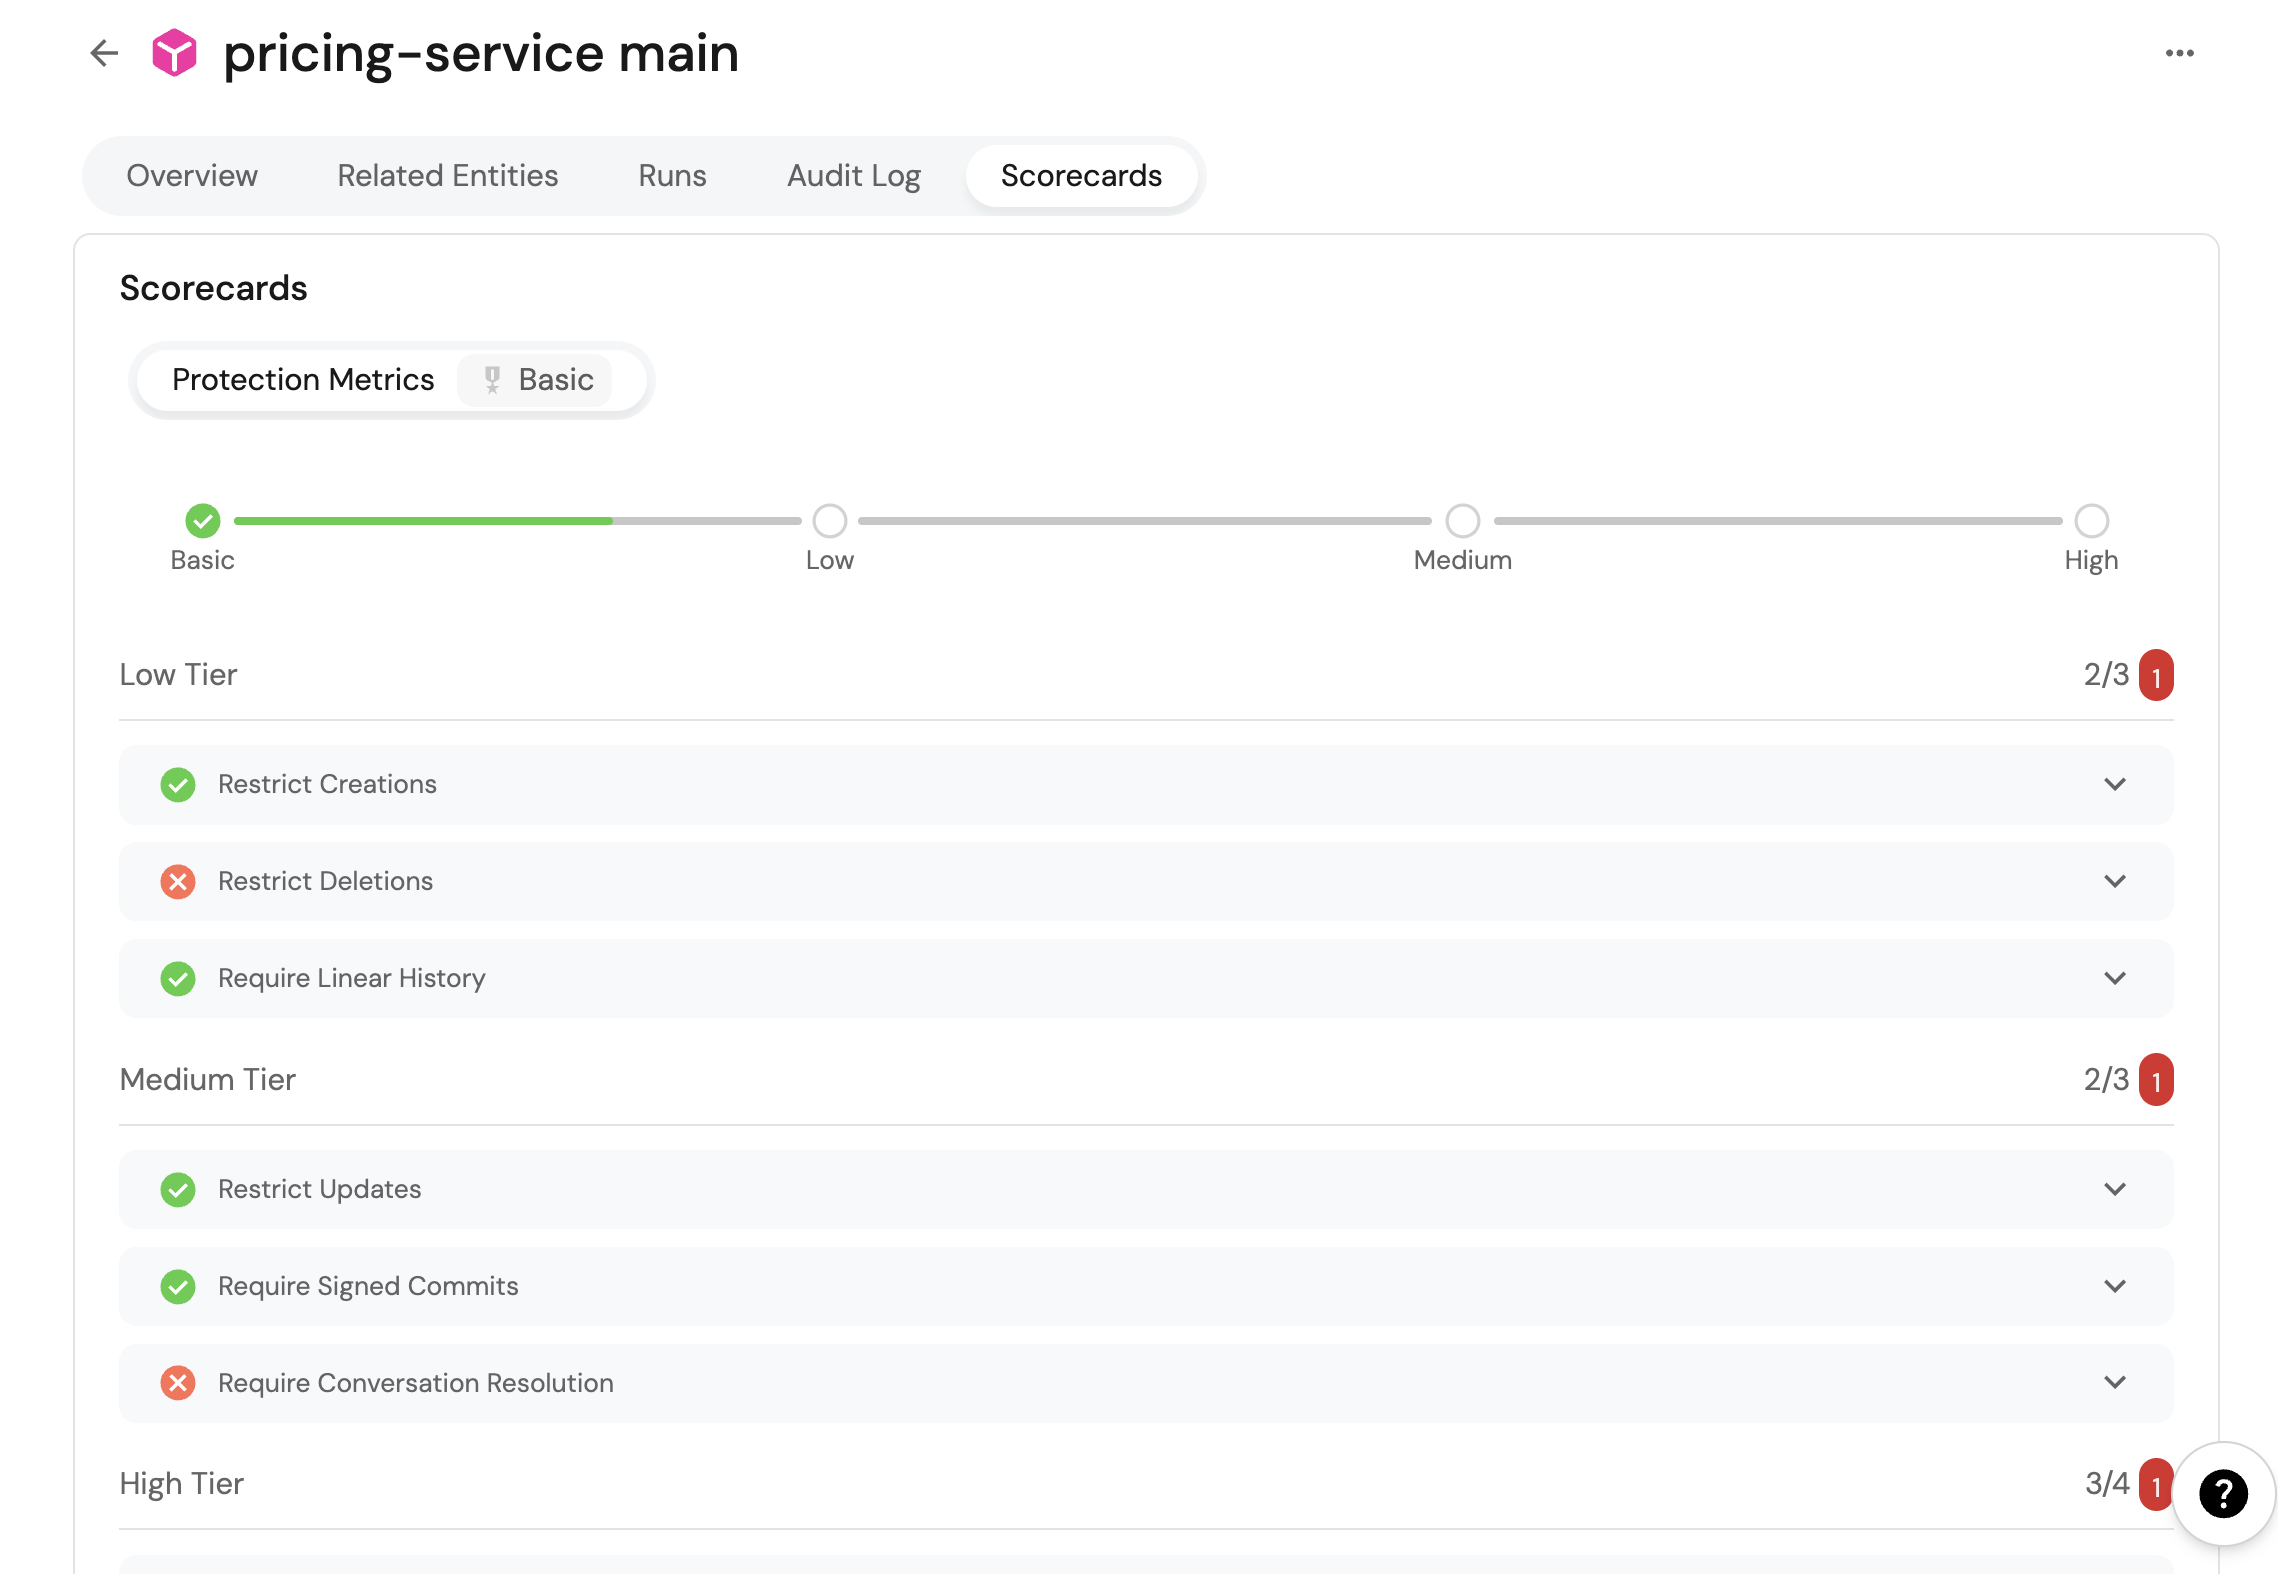 pricing-service main
Overview Related Entities Runs Audit Log Scorecards
Scorecards
Protection Metrics Basic
Basic Low Medium High
Low Tier 2/3 1
Restrict Creations
Restrict Deletions
Require Linear History
Medium Tier 2/3 1
Restrict Updates
Require Signed Commits
Require Conversation Resolution
High Tier 3/4 1
?